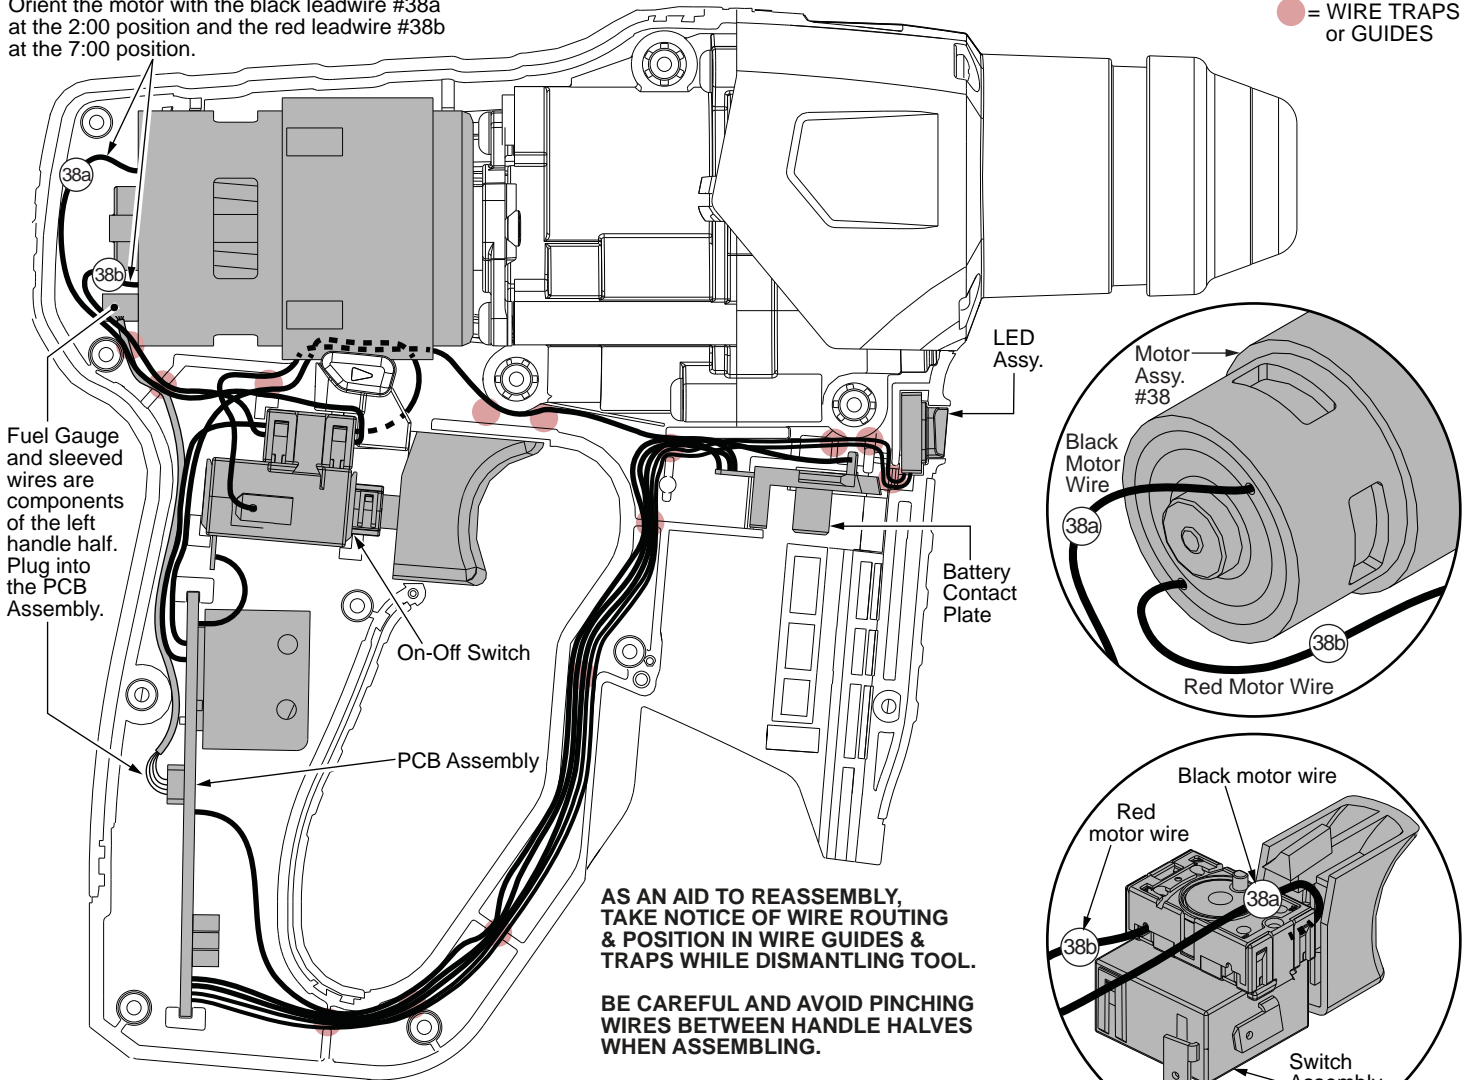 Orient the motor with the black leadwire #38a
at the 2:00 position and the red leadwire #38b
at the 7:00 position.
= WIRE TRAPS
or GUIDES
38a
38b
LED
Assy.
Fuel Gauge
and sleeved
wires are
components
of the left
handle half.
Plug into
the PCB
Assembly.
On-Off Switch
PCB Assembly
Battery
Contact
Plate
Motor
Assy.
#38
Black
Motor
Wire
38a
38b
Red Motor Wire
Black motor wire
Red
motor wire
38a
38b
Switch
Assembly
AS AN AID TO REASSEMBLY,
TAKE NOTICE OF WIRE ROUTING
& POSITION IN WIRE GUIDES &
TRAPS WHILE DISMANTLING TOOL.
BE CAREFUL AND AVOID PINCHING
WIRES BETWEEN HANDLE HALVES
WHEN ASSEMBLING.